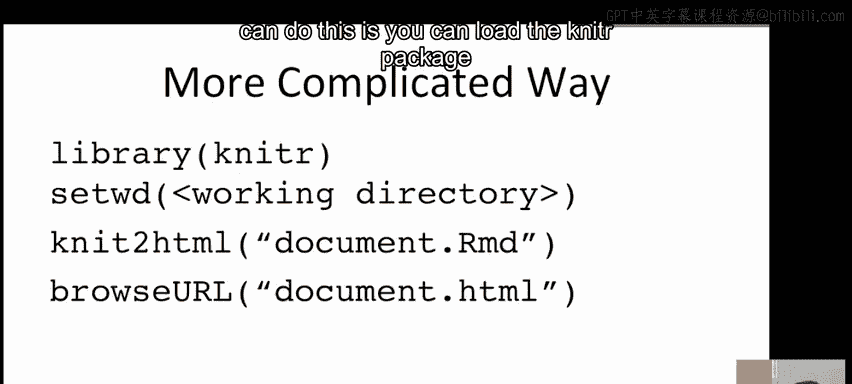 GPT中英字幕课程资源@bilibili.com
can do this is you can load the knitr
package
More Complicated Way
library(knitr)
setwd(<working directory>)
knit2html(“document.Rmd”)
browseURL(“document.html”)